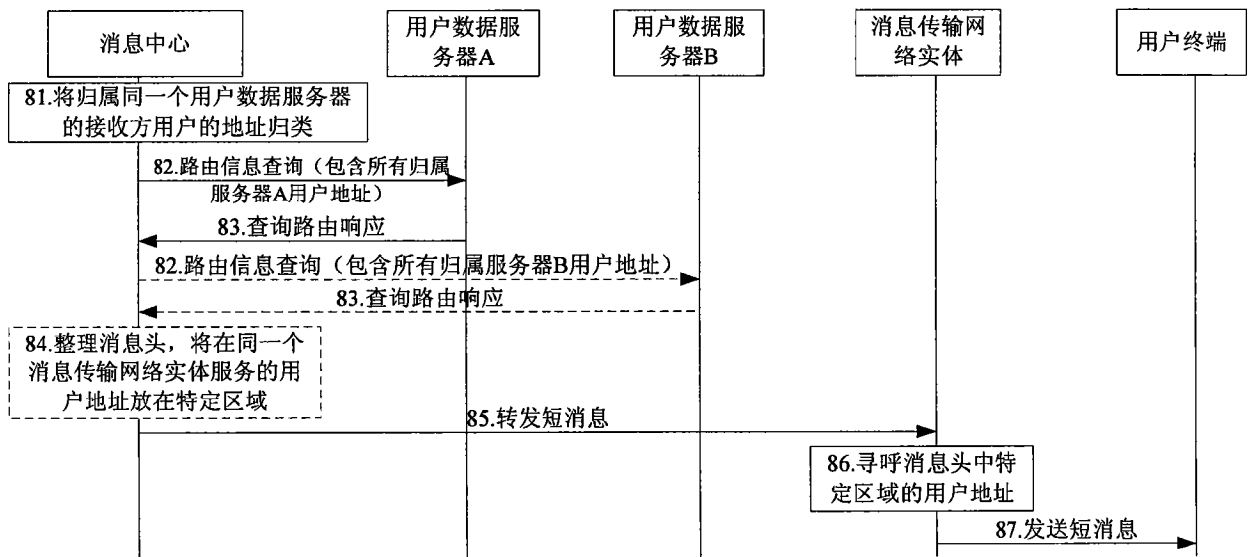 消息中心
用户数据服
务器A
用户数据服
务器B
消息传输网
络实体
用户终端
81.将归属同一个用户数据服务器
的接收方用户的地址归类
82.路由信息查询（包含所有归属
服务器A用户地址）
83.查询路由响应
82.路由信息查询（包含所有归属服务器B用户地址）
83.查询路由响应
84.整理消息头，将在同一个
消息传输网络实体服务的用
户地址放在特定区域
85.转发短消息
86.寻呼消息头中特
定区域的用户地址
87.发送短消息